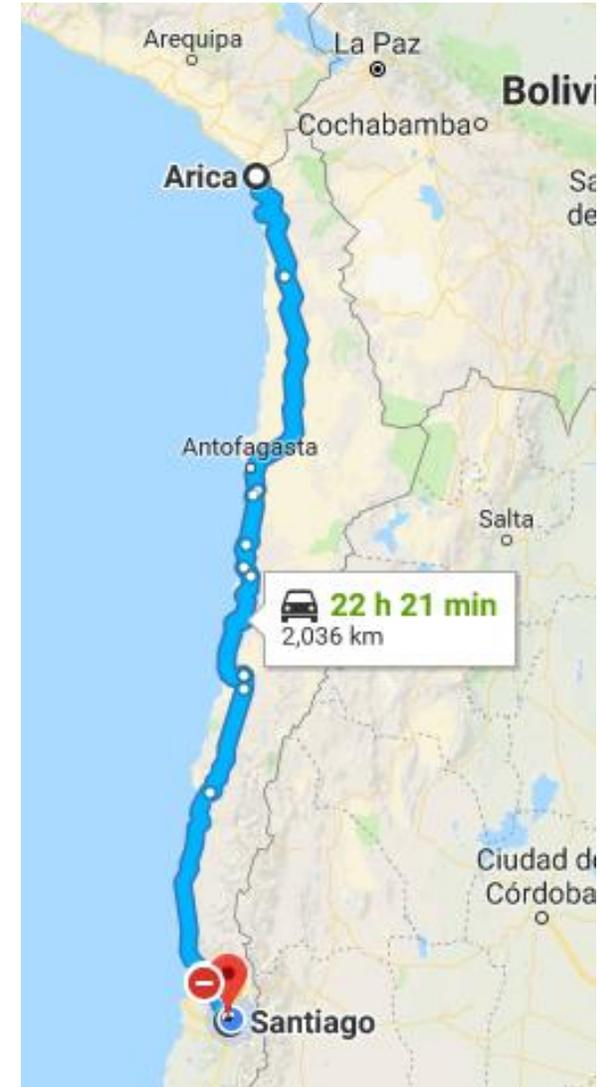 Arequipa
La Paz
Bolivi
Cochabamba
Arica
Sa
de
Antofagasta
Salta
22 h 21 min
2,036 km
Ciudad de
Córdoba
Santiago